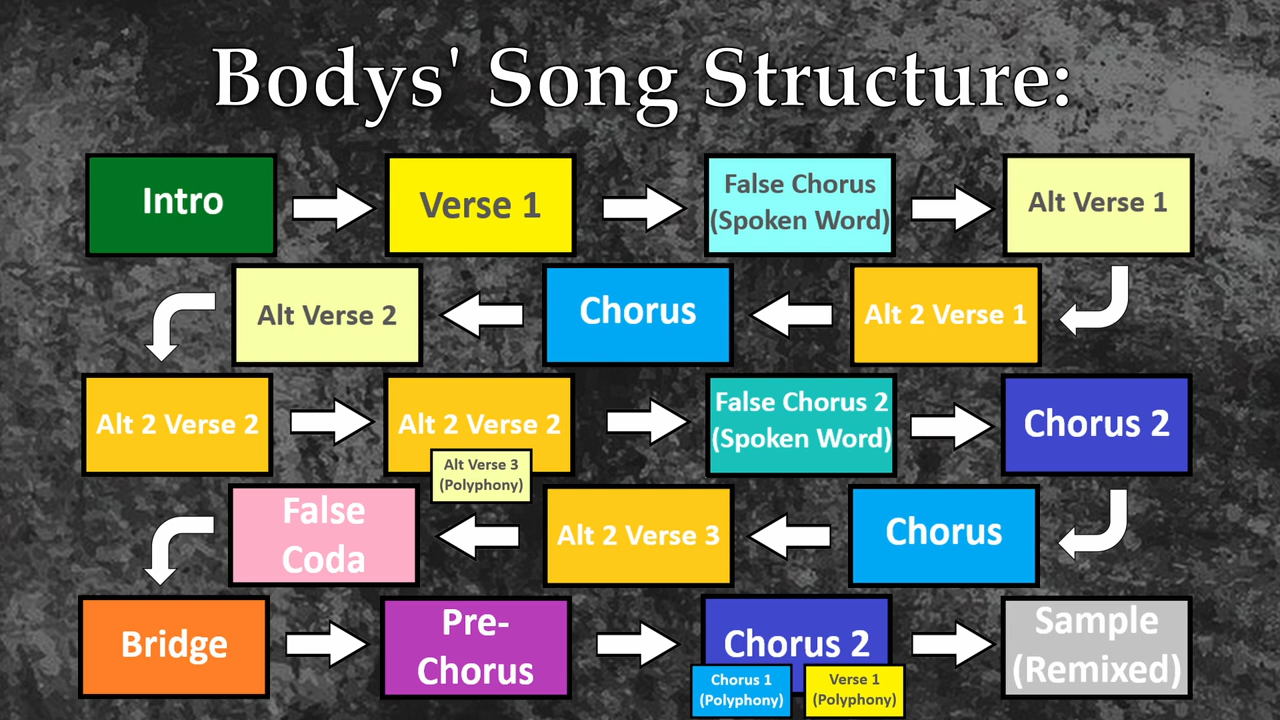 Bodys' Song Structure:
Intro
Verse 1
False Chorus
(Spoken Word)
Alt Verse 1
Alt 2 Verse 1
Chorus
Alt Verse 2
Alt 2 Verse 2
Alt 2 Verse 2
Alt Verse 3
(Polyphony)
False Chorus 2
(Spoken Word)
Chorus 2
Chorus
Alt 2 Verse 3
False
Coda
Bridge
Pre-
Chorus
Chorus 2
Chorus 1
(Polyphony)
Verse 1
(Polyphony)
Sample
(Remixed)